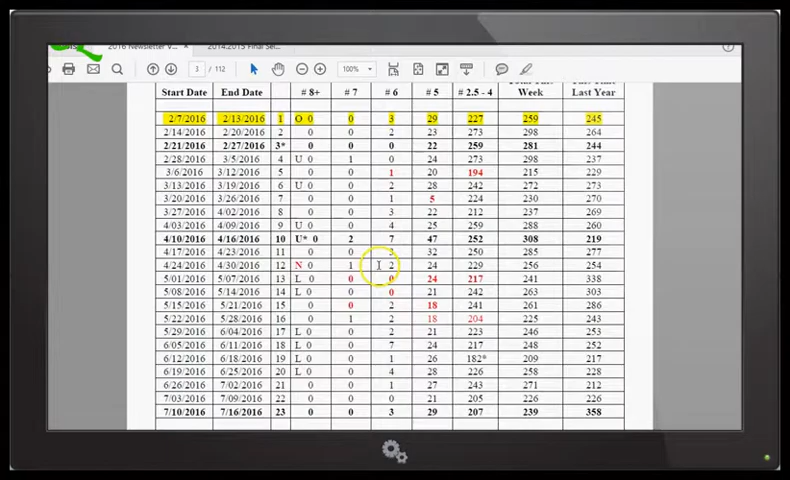 2016 Newsletter V...
2014.2015 Final Sei...
3 / 112 100%
Start Date End Date # 8+ # 7 # 6 # 5 # 2.5 - 4 Week Last Year
2/7/2016 2/13/2016 1 O 0 0 3 29 227 259 245
2/14/2016 2/20/2016 2 0 0 2 23 273 298 264
2/21/2016 2/27/2016 3* 0 0 0 22 259 281 244
2/28/2016 3/5/2016 4 U 0 1 0 24 273 298 237
3/6/2016 3/12/2016 5 0 0 1 20 194 215 229
3/13/2016 3/19/2016 6 U 0 0 2 28 242 272 273
3/20/2016 3/26/2016 7 0 0 1 5 224 230 270
3/27/2016 4/02/2016 8 0 0 3 22 212 237 269
4/03/2016 4/09/2016 9 U 0 0 4 25 259 288 260
4/10/2016 4/16/2016 10 U* 0 2 7 47 252 308 219
4/17/2016 4/23/2016 11 0 0 3 32 250 285 277
4/24/2016 4/30/2016 12 N 0 1 2 24 229 256 254
5/01/2016 5/07/2016 13 L 0 0 0 24 217 241 338
5/08/2016 5/14/2016 14 L 0 0 0 21 242 263 303
5/15/2016 5/21/2016 15 0 0 2 18 241 261 286
5/22/2016 5/28/2016 16 0 1 2 18 204 225 243
5/29/2016 6/04/2016 17 L 0 0 2 21 223 246 253
6/05/2016 6/11/2016 18 L 0 0 7 24 217 248 252
6/12/2016 6/18/2016 19 L 0 0 1 26 182* 209 217
6/19/2016 6/25/2016 20 L 0 0 4 28 226 258 228
6/26/2016 7/02/2016 21 0 0 1 27 243 271 212
7/03/2016 7/09/2016 22 0 0 0 21 205 226 226
7/10/2016 7/16/2016 23 0 0 3 29 207 239 358